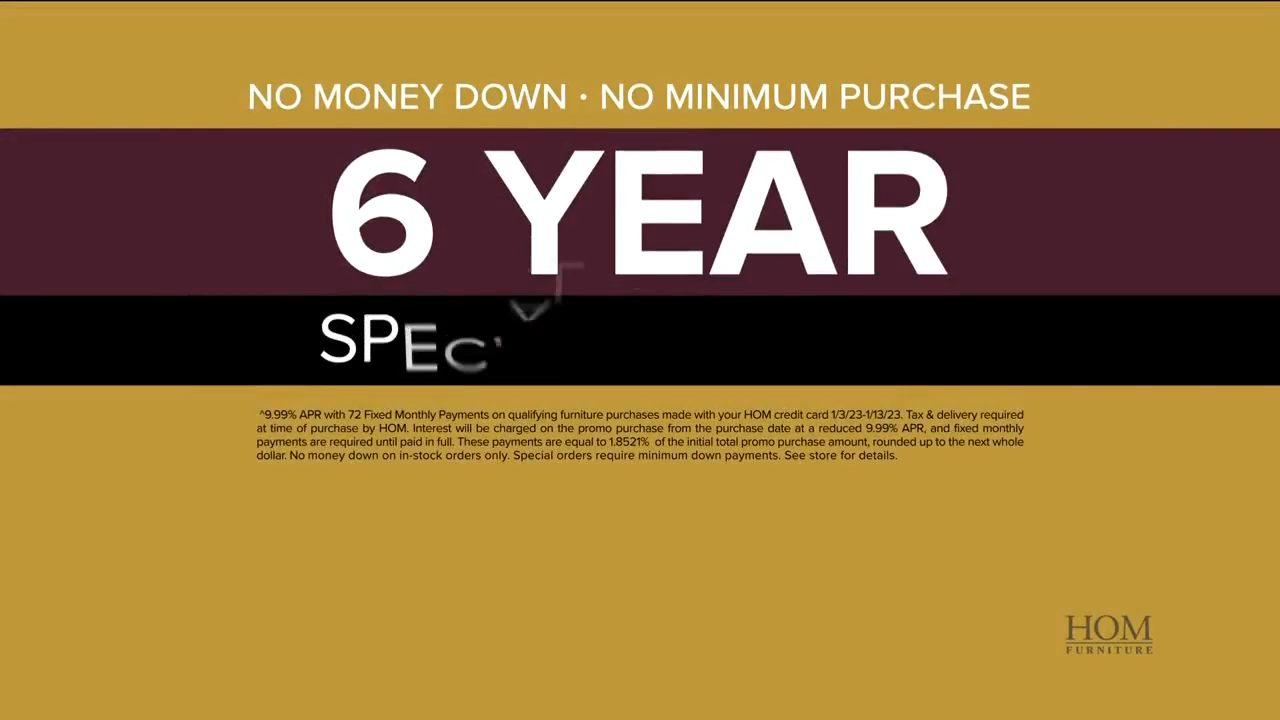 NO MONEY DOWN · NO MINIMUM PURCHASE
6 YEAR
SPEC
^9.99% APR with 72 Fixed Monthly Payments on qualifying furniture purchases made with your HOM credit card 1/3/23-1/13/23. Tax & delivery required
at time of purchase by HOM. Interest will be charged on the promo purchase from the purchase date at a reduced 9.99% APR, and fixed monthly
payments are required until paid in full. These payments are equal to 1.8521% of the initial total promo purchase amount, rounded up to the next whole
dollar. No money down on in-stock orders only. Special orders require minimum down payments. See store for details.
HOM
FURNITURE